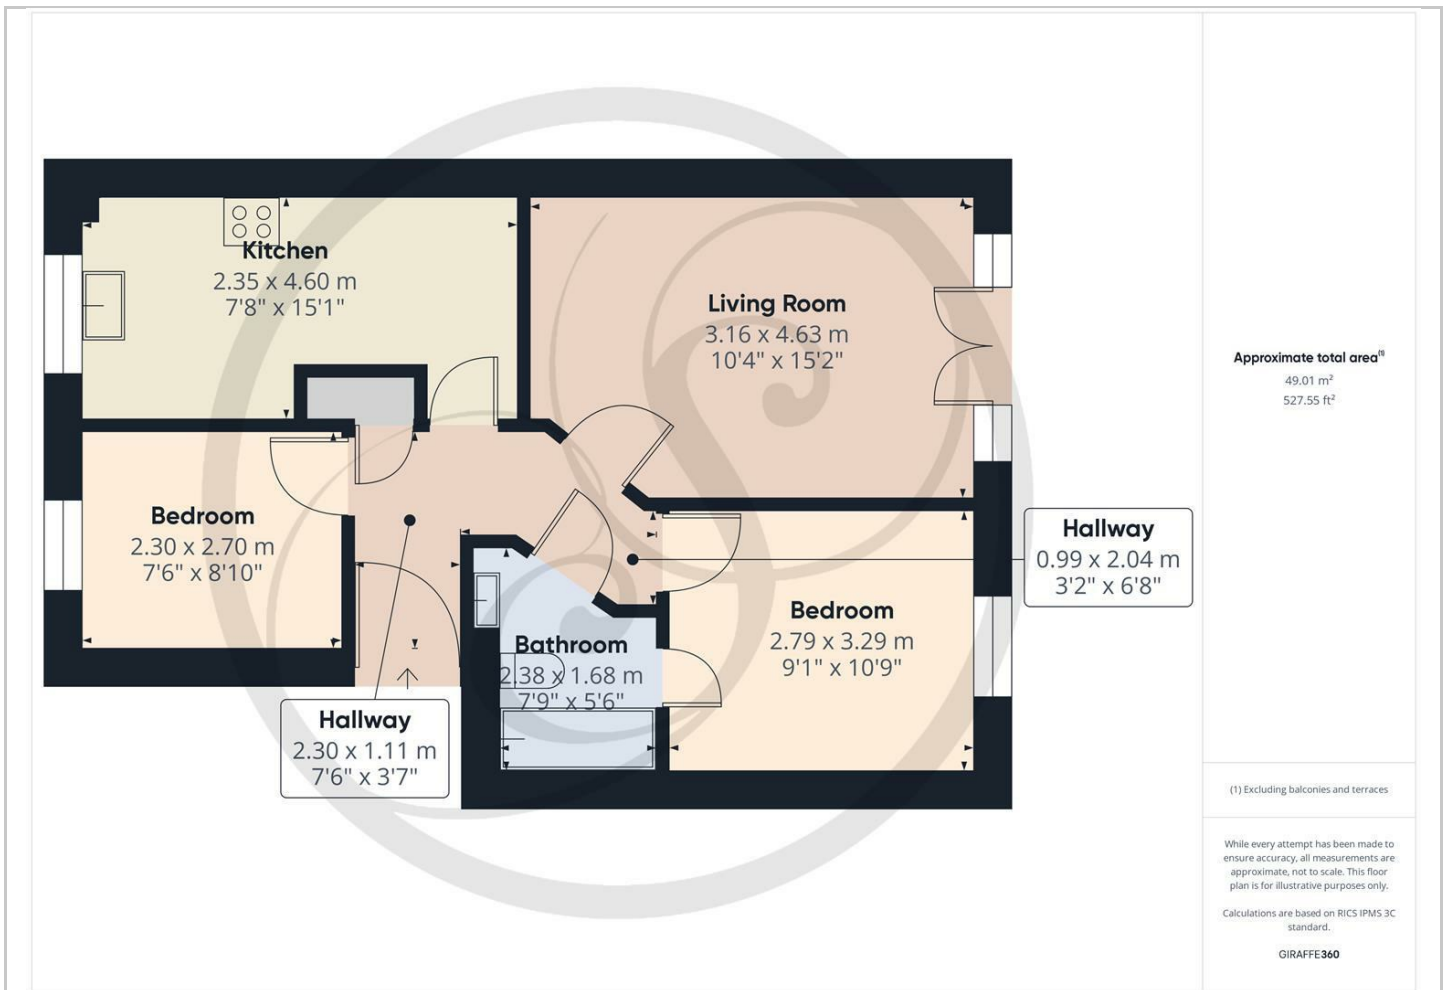 Kitchen
2.35 x 4.60 m
7'8" x 15'1"
Living Room
3.16 x 4.63 m
10'4" x 15'2"
Bedroom
2.30 x 2.70 m
7'6" x 8'10"
Hallway
0.99 x 2.04 m
3'2" x 6'8"
Bedroom
2.79 x 3.29 m
9'1" x 10'9"
Bathroom
2.38 x 1.68 m
7'9" x 5'6"
Hallway
2.30 x 1.11 m
7'6" x 3'7"
Approximate total area(1)
49.01 m²
527.55 ft²
(1) Excluding balconies and terraces
While every attempt has been made to
ensure accuracy, all measurements are
approximate, not to scale. This floor
plan is for illustrative purposes only.
Calculations are based on RICS IPMS 3C
standard.
GIRAFFE360